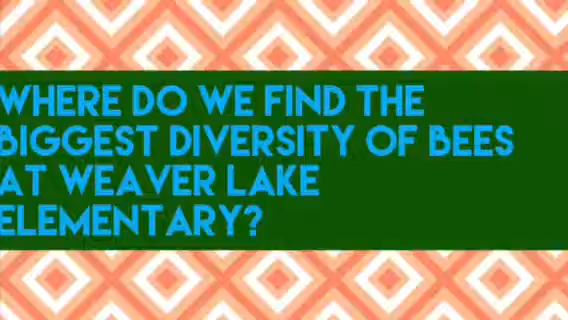 WHERE DO WE FIND THE
BIGGEST DIVERSITY OF BEES
AT WEAVER LAKE
ELEMENTARY?